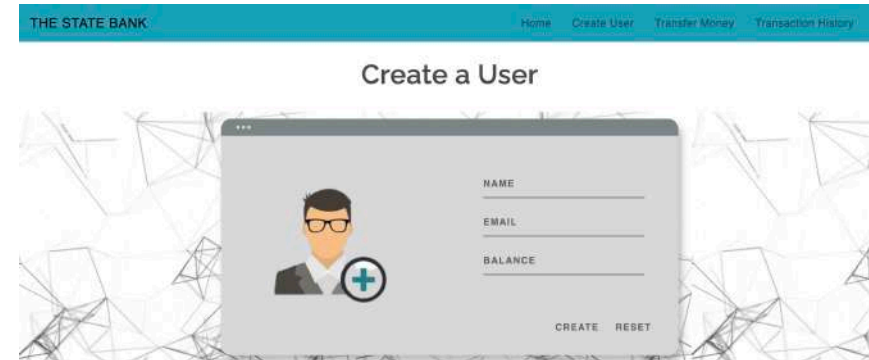 THE STATE BANK Home Create User Transfer Money Transaction History
Create a User
NAME
EMAIL
BALANCE
CREATE RESET